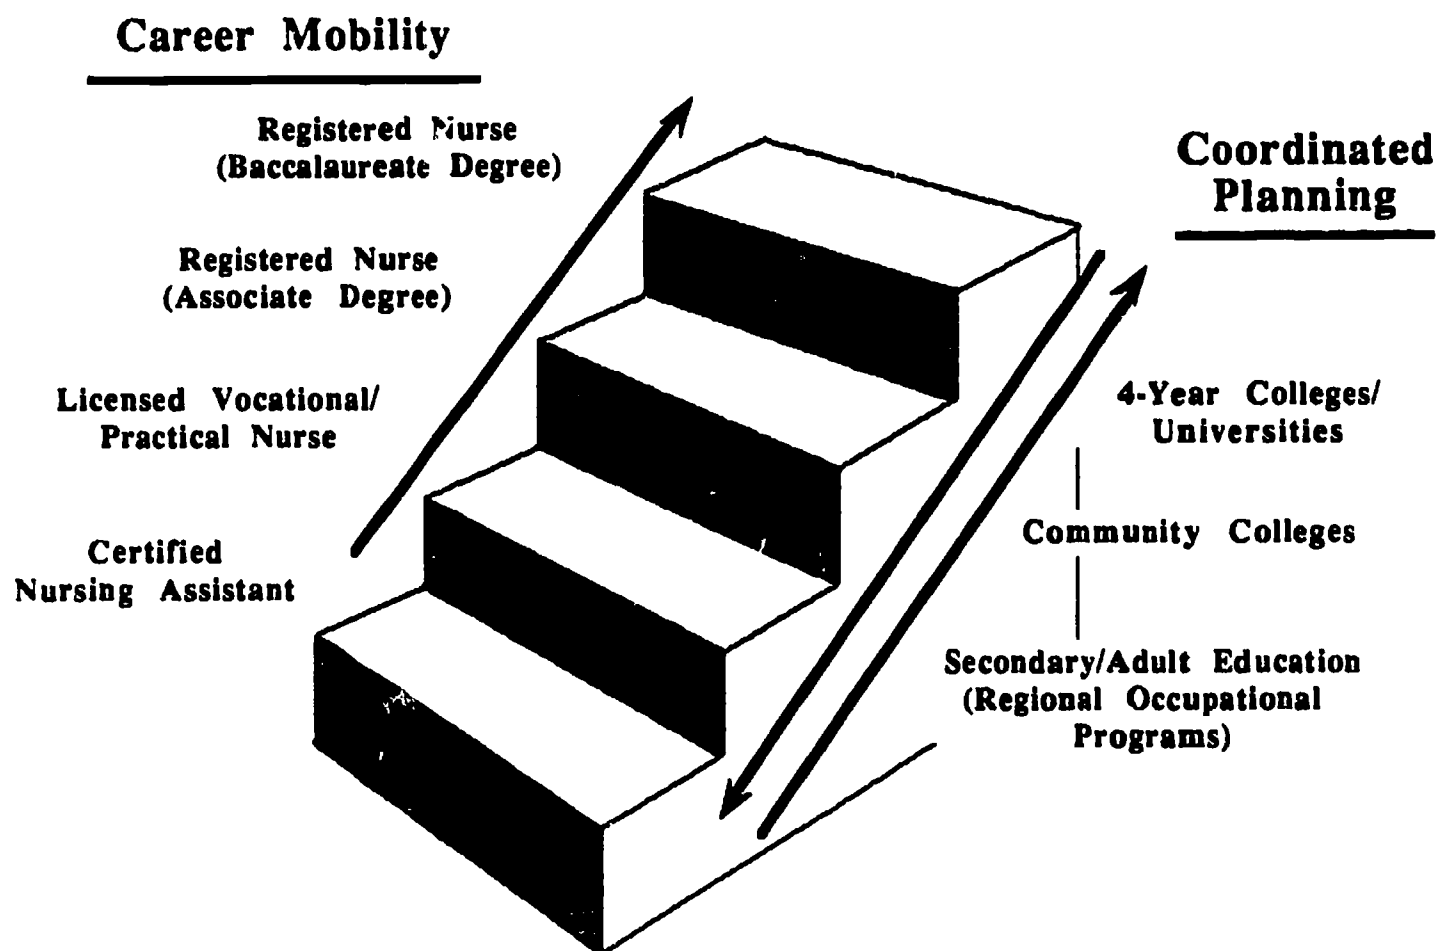 Career Mobility
Registered Nurse
(Baccalaureate Degree)
Registered Nurse
(Associate Degree)
Licensed Vocational/
Practical Nurse
Certified
Nursing Assistant
Coordinated
Planning
4-Year Colleges/
Universities
Community Colleges
Secondary/Adult Education
(Regional Occupational
Programs)